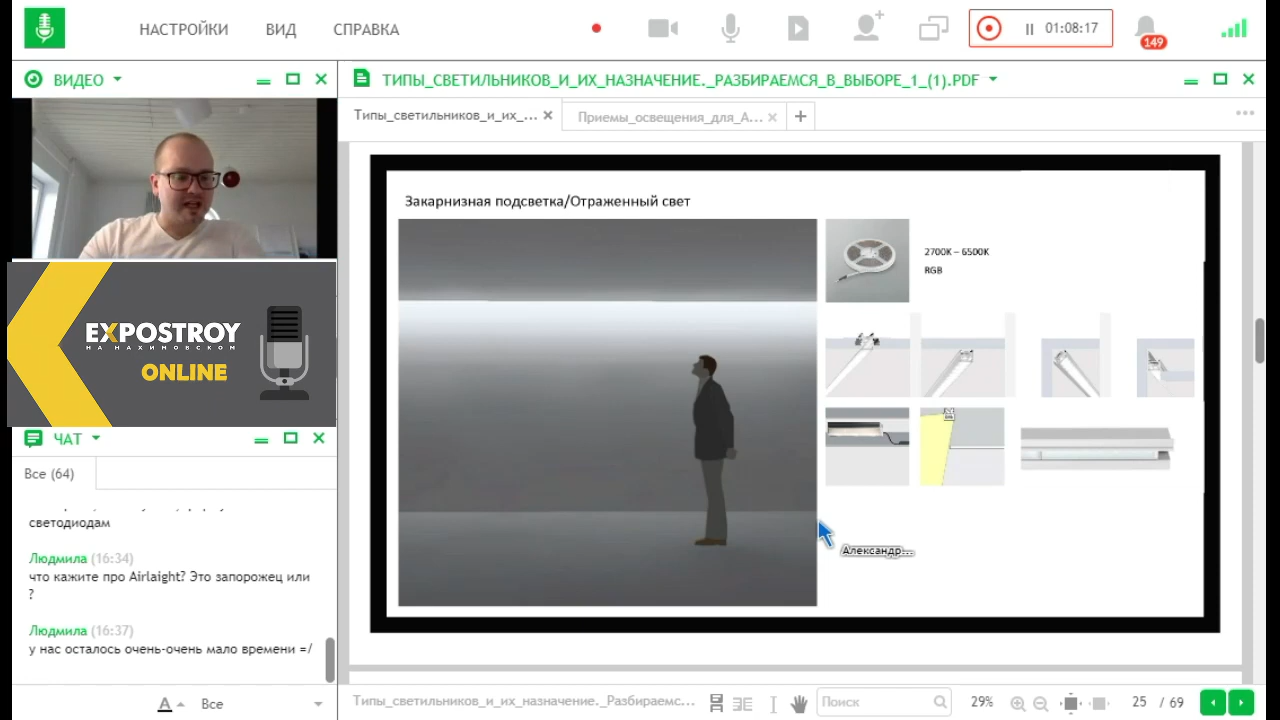 НАСТРОЙКИ ВИД СПРАВКА
01:08:17
149
ВИДЕО
ТИПЫ_СВЕТИЛЬНИКОВ_И_ИХ_НАЗНАЧЕНИЕ._РАЗБИРАЕМСЯ_В_ВЫБОРЕ_1_(1).PDF
Типы_светильников_и_их_...
Приемы_освещения_для_А...
Закарнизная подсветка/Отраженный свет
2700K – 6500K
RGB
EXPOSTROY
НА НАХИМОВСКОМ
ONLINE
ЧАТ
Все (64)
светодиодам
Людмила (16:34)
что кажите про Airlaight? Это запорожец или
?
Людмила (16:37)
у нас осталось очень-очень мало времени =/
Александр...
A Все
Типы_светильников_и_их_назначение._Разбираемс...
Поиск
29%
25 / 69